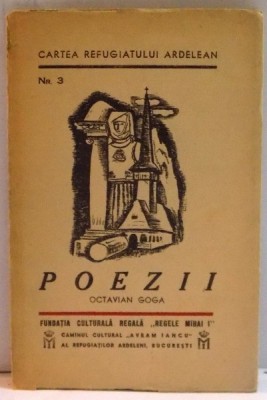 CARTEA REFUGIATULUI ARDELEAN
NR. 3
POEZII
OCTAVIAN GOGA
FUNDAȚIA CULTURALĂ REGALĂ „REGELE MIHAI I"
CAMINUL CULTURAL „AVRAM IANCU"
AL REFUGIAȚILOR ARDELENI, BUCUREȘTI